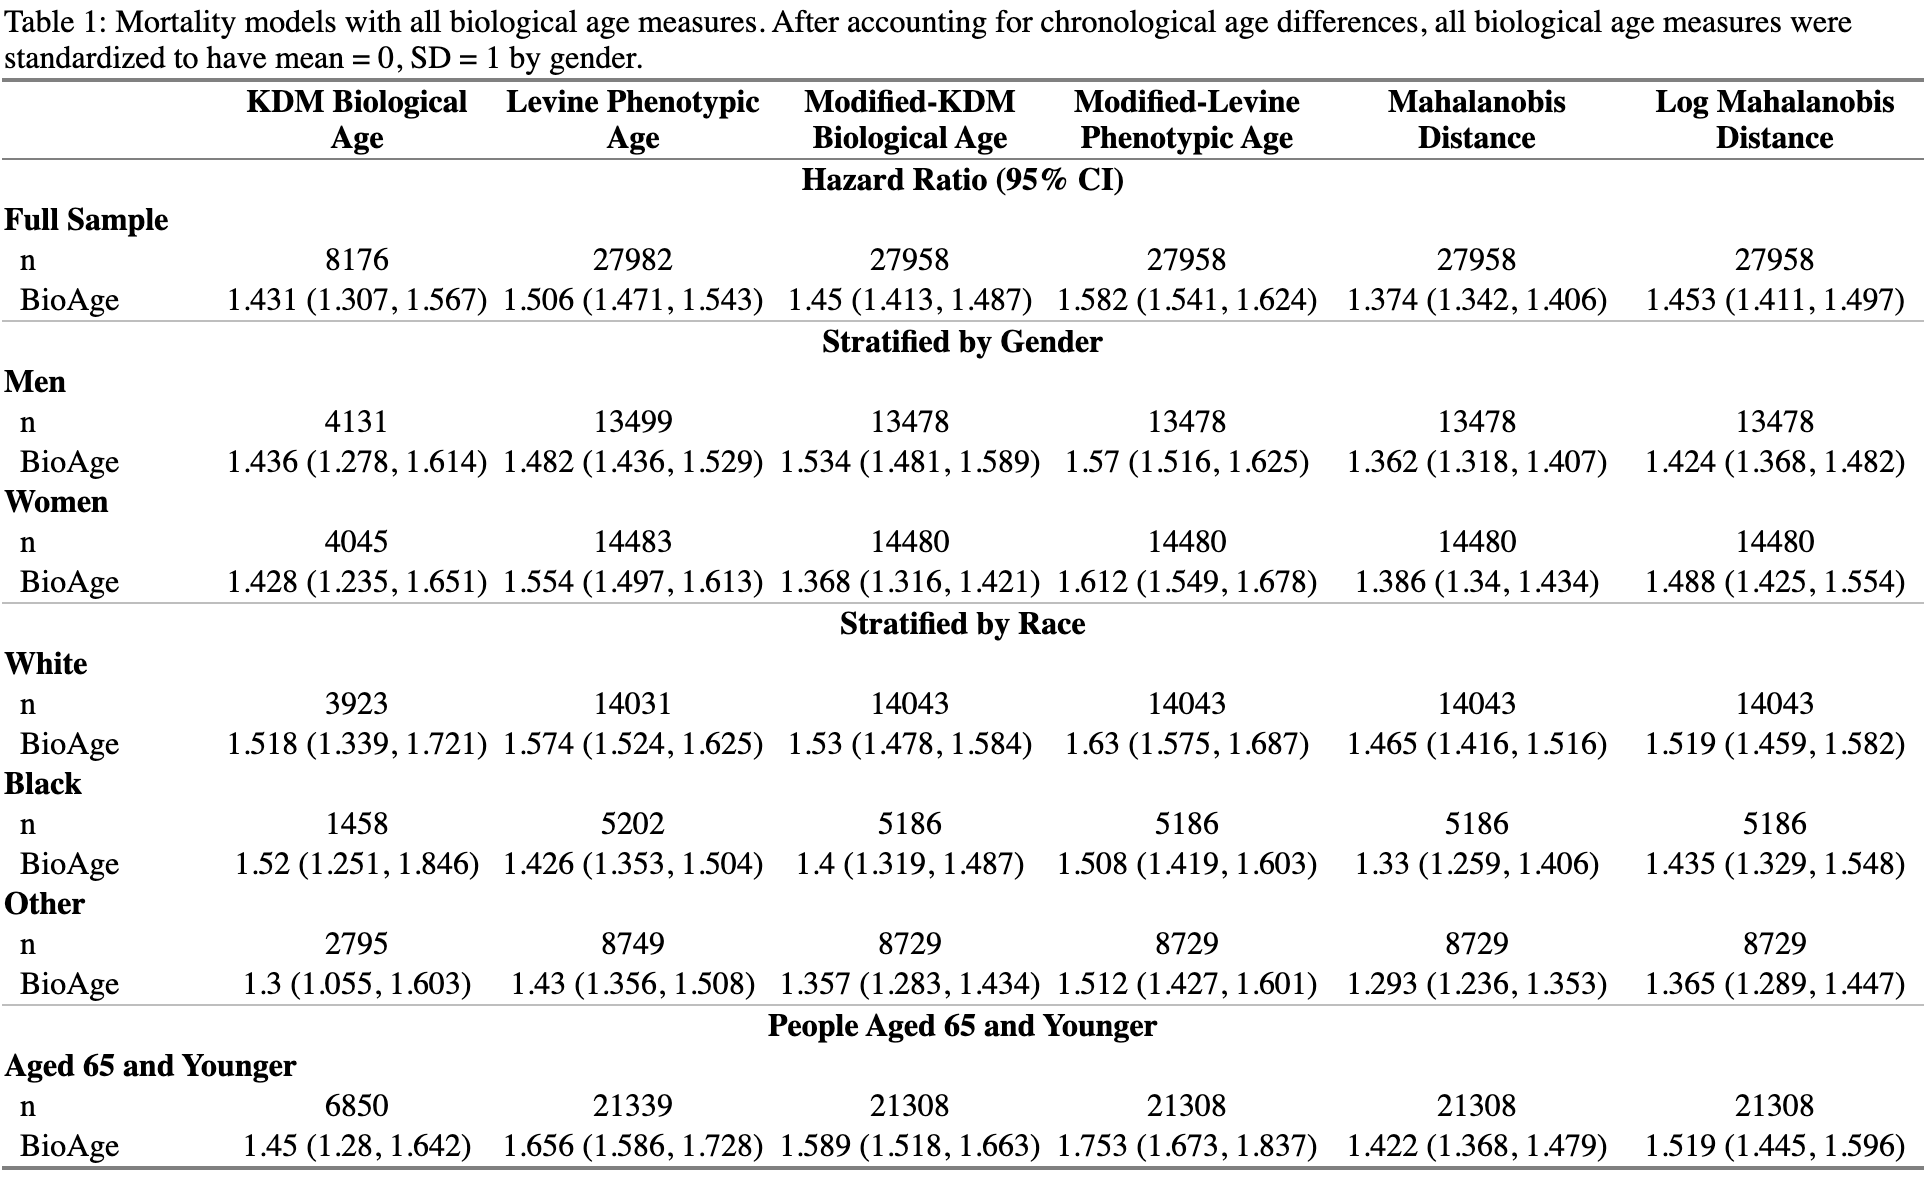 Table 1: Mortality models with all biological age measures. After accounting for chronological age differences, all biological age measures were
standardized to have mean = 0, SD = 1 by gender.
KDM Biological Levine Phenotypic Modified-KDM Modified-Levine Mahalanobis Log Mahalanobis
Age Age Biological Age Phenotypic Age Distance Distance
Hazard Ratio (95% CI)
Full Sample
n 8176 27982 27958 27958 27958 27958
BioAge 1.431 (1.307, 1.567) 1.506 (1.471, 1.543) 1.45 (1.413, 1.487) 1.582 (1.541, 1.624) 1.374 (1.342, 1.406) 1.453 (1.411, 1.497)
Stratified by Gender
Men
n 4131 13499 13478 13478 13478 13478
BioAge 1.436 (1.278, 1.614) 1.482 (1.436, 1.529) 1.534 (1.481, 1.589) 1.57 (1.516, 1.625) 1.362 (1.318, 1.407) 1.424 (1.368, 1.482)
Women
n 4045 14483 14480 14480 14480 14480
BioAge 1.428 (1.235, 1.651) 1.554 (1.497, 1.613) 1.368 (1.316, 1.421) 1.612 (1.549, 1.678) 1.386 (1.34, 1.434) 1.488 (1.425, 1.554)
Stratified by Race
White
n 3923 14031 14043 14043 14043 14043
BioAge 1.518 (1.339, 1.721) 1.574 (1.524, 1.625) 1.53 (1.478, 1.584) 1.63 (1.575, 1.687) 1.465 (1.416, 1.516) 1.519 (1.459, 1.582)
Black
n 1458 5202 5186 5186 5186 5186
BioAge 1.52 (1.251, 1.846) 1.426 (1.353, 1.504) 1.4 (1.319, 1.487) 1.508 (1.419, 1.603) 1.33 (1.259, 1.406) 1.435 (1.329, 1.548)
Other
n 2795 8749 8729 8729 8729 8729
BioAge 1.3 (1.055, 1.603) 1.43 (1.356, 1.508) 1.357 (1.283, 1.434) 1.512 (1.427, 1.601) 1.293 (1.236, 1.353) 1.365 (1.289, 1.447)
People Aged 65 and Younger
Aged 65 and Younger
n 6850 21339 21308 21308 21308 21308
BioAge 1.45 (1.28, 1.642) 1.656 (1.586, 1.728) 1.589 (1.518, 1.663) 1.753 (1.673, 1.837) 1.422 (1.368, 1.479) 1.519 (1.445, 1.596)